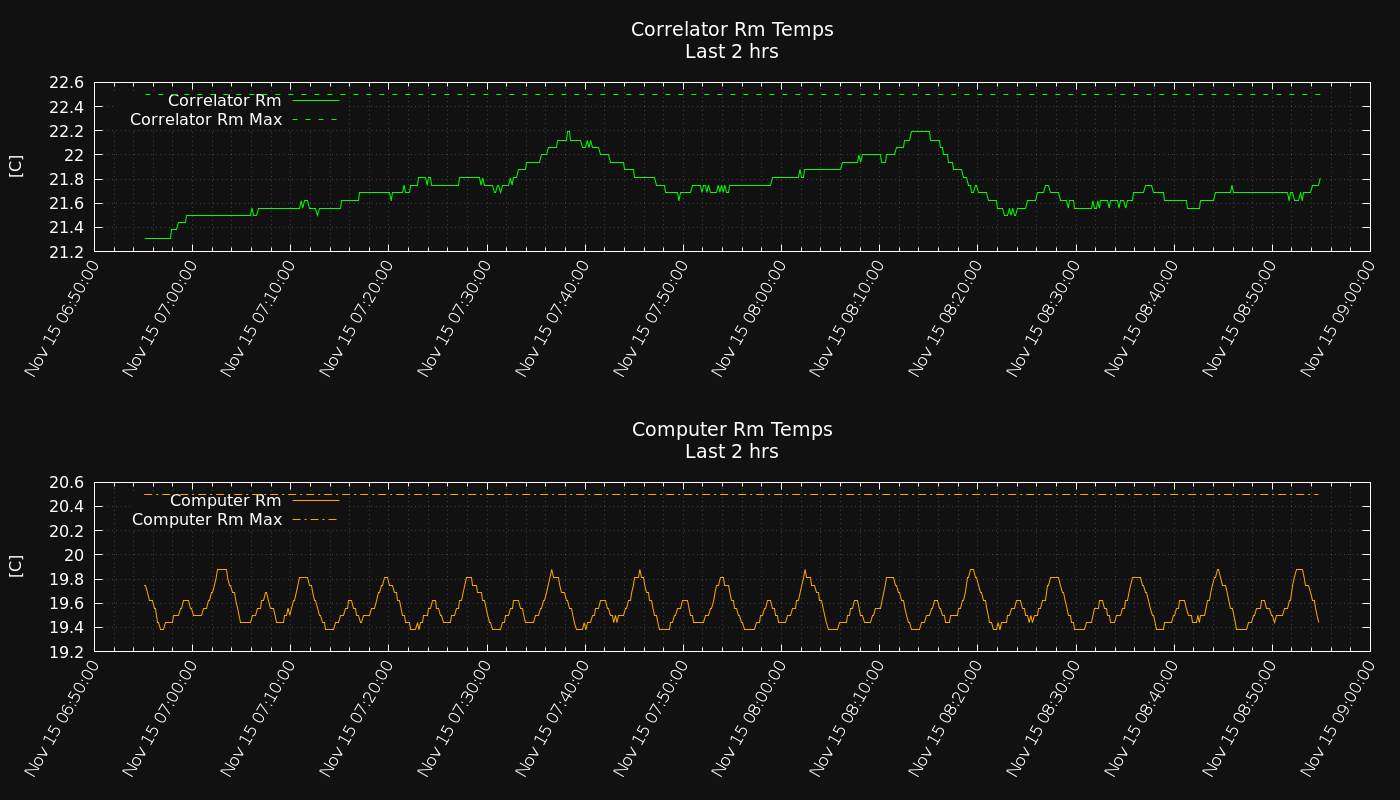 Correlator Rm Temps
Last 2 hrs
22.6
22.4
22.2
22
21.8
21.6
21.4
21.2
[C]
Correlator Rm
Correlator Rm Max
Nov 15 06:50:00
Nov 15 07:00:00
Nov 15 07:10:00
Nov 15 07:20:00
Nov 15 07:30:00
Nov 15 07:40:00
Nov 15 07:50:00
Nov 15 08:00:00
Nov 15 08:10:00
Nov 15 08:20:00
Nov 15 08:30:00
Nov 15 08:40:00
Nov 15 08:50:00
Nov 15 09:00:00
Computer Rm Temps
Last 2 hrs
20.6
20.4
20.2
20
19.8
19.6
19.4
19.2
[C]
Computer Rm
Computer Rm Max
Nov 15 06:50:00
Nov 15 07:00:00
Nov 15 07:10:00
Nov 15 07:20:00
Nov 15 07:30:00
Nov 15 07:40:00
Nov 15 07:50:00
Nov 15 08:00:00
Nov 15 08:10:00
Nov 15 08:20:00
Nov 15 08:30:00
Nov 15 08:40:00
Nov 15 08:50:00
Nov 15 09:00:00